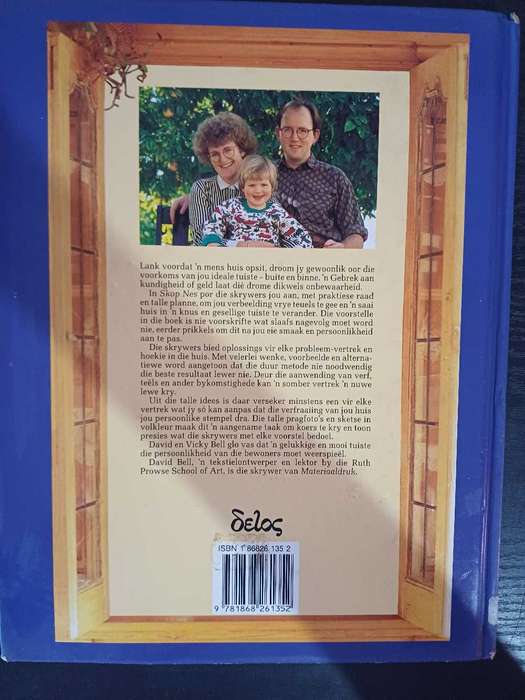 Lank voordat 'n mens huis opsit, droom jy gewoonlik oor die
voorkoms van jou ideale tuiste – buite en binne. 'n Gebrek aan
kundigheid of geld laat dié drome dikwels onbewaarheid.
In Skop Nes por die skrywers jou aan, met praktiese raad
en talle planne, om jou verbeelding vrye teuels te gee en 'n saai
huis in 'n knus en gesellige tuiste te verander. Die voorstelle
in die boek is nie voorskrifte wat slaafs nagevolg moet word
nie, eerder prikkels om dit na jou eie smaak en persoonlikheid
aan te pas.
Die skrywers bied oplossings vir elke probleem-vertrek en
hoekie in die huis. Met velerlei wenke, voorbeelde en alterna-
tiewe word aangetoon dat die duur metode nie noodwendig
die beste resultaat lewer nie. Deur die aanwending van verf,
teëls en ander bykomstighede kan 'n somber vertrek 'n nuwe
lewe kry.
Uit die talle idees is daar verseker minstens een vir elke
vertrek wat jy só kan aanpas dat die verfraaiing van jou huis
jou persoonlike stempel dra. Die talle pragfoto's en sketse in
volkleur maak dit 'n aangename taak om koers te kry en toon
presies wat die skrywers met elke voorstel bedoel.
David en Vicky Bell glo vas dat 'n gelukkige en mooi tuiste
die persoonlikheid van die bewoners moet weerspieël.
David Bell, 'n tekstielontwerper en lektor by die Ruth
Prowse School of Art, is die skrywer van Materiaaldruk.
δελος
ISBN 1 86826 135 2
9 781868 261352